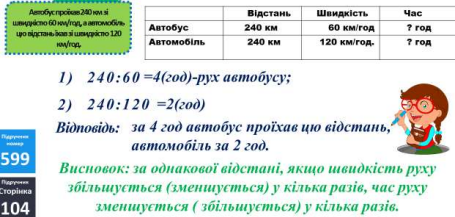 Автобус проїхав 240 км зі
швидкістю 60 км/год, а автомобіль
цю відстань їхав зі швидкістю 120
км/год.
Відстань Швидкість Час
Автобус 240 км 60 км/год ? год
Автомобіль 240 км 120 км/год. ? год
1) 240:60 =4(год)-рух автобусу;
2) 240:120 =2(год)
Відповідь: за 4 год автобус проїхав цю відстань,
автомобіль за 2 год.
Підручник
номер
599
Підручник
Сторінка
104
Висновок: за однакової відстані, якщо швидкість руху
збільшується (зменшується) у кілька разів, час руху
зменшується ( збільшується) у кілька разів.